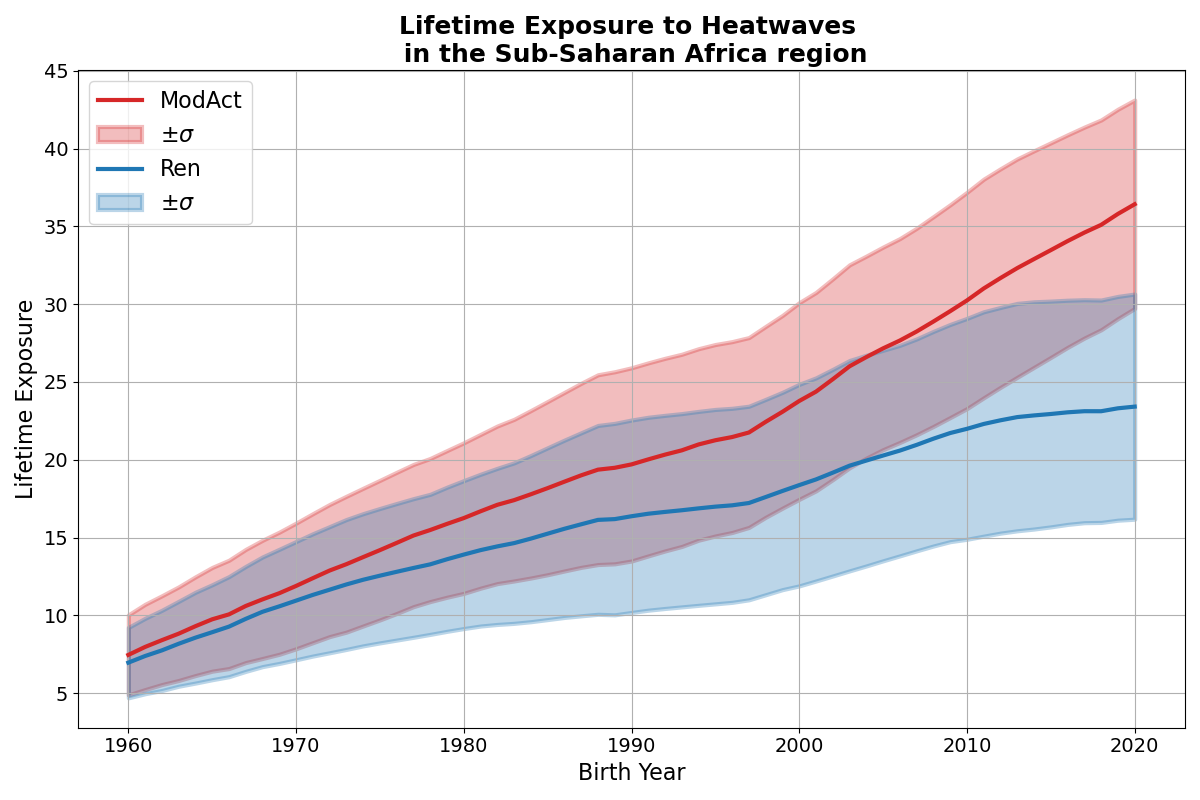 Lifetime Exposure to Heatwaves
in the Sub-Saharan Africa region
45
40
35
30
25
20
15
10
5
Lifetime Exposure
ModAct
±σ
Ren
±σ
1960 1970 1980 1990 2000 2010 2020
Birth Year